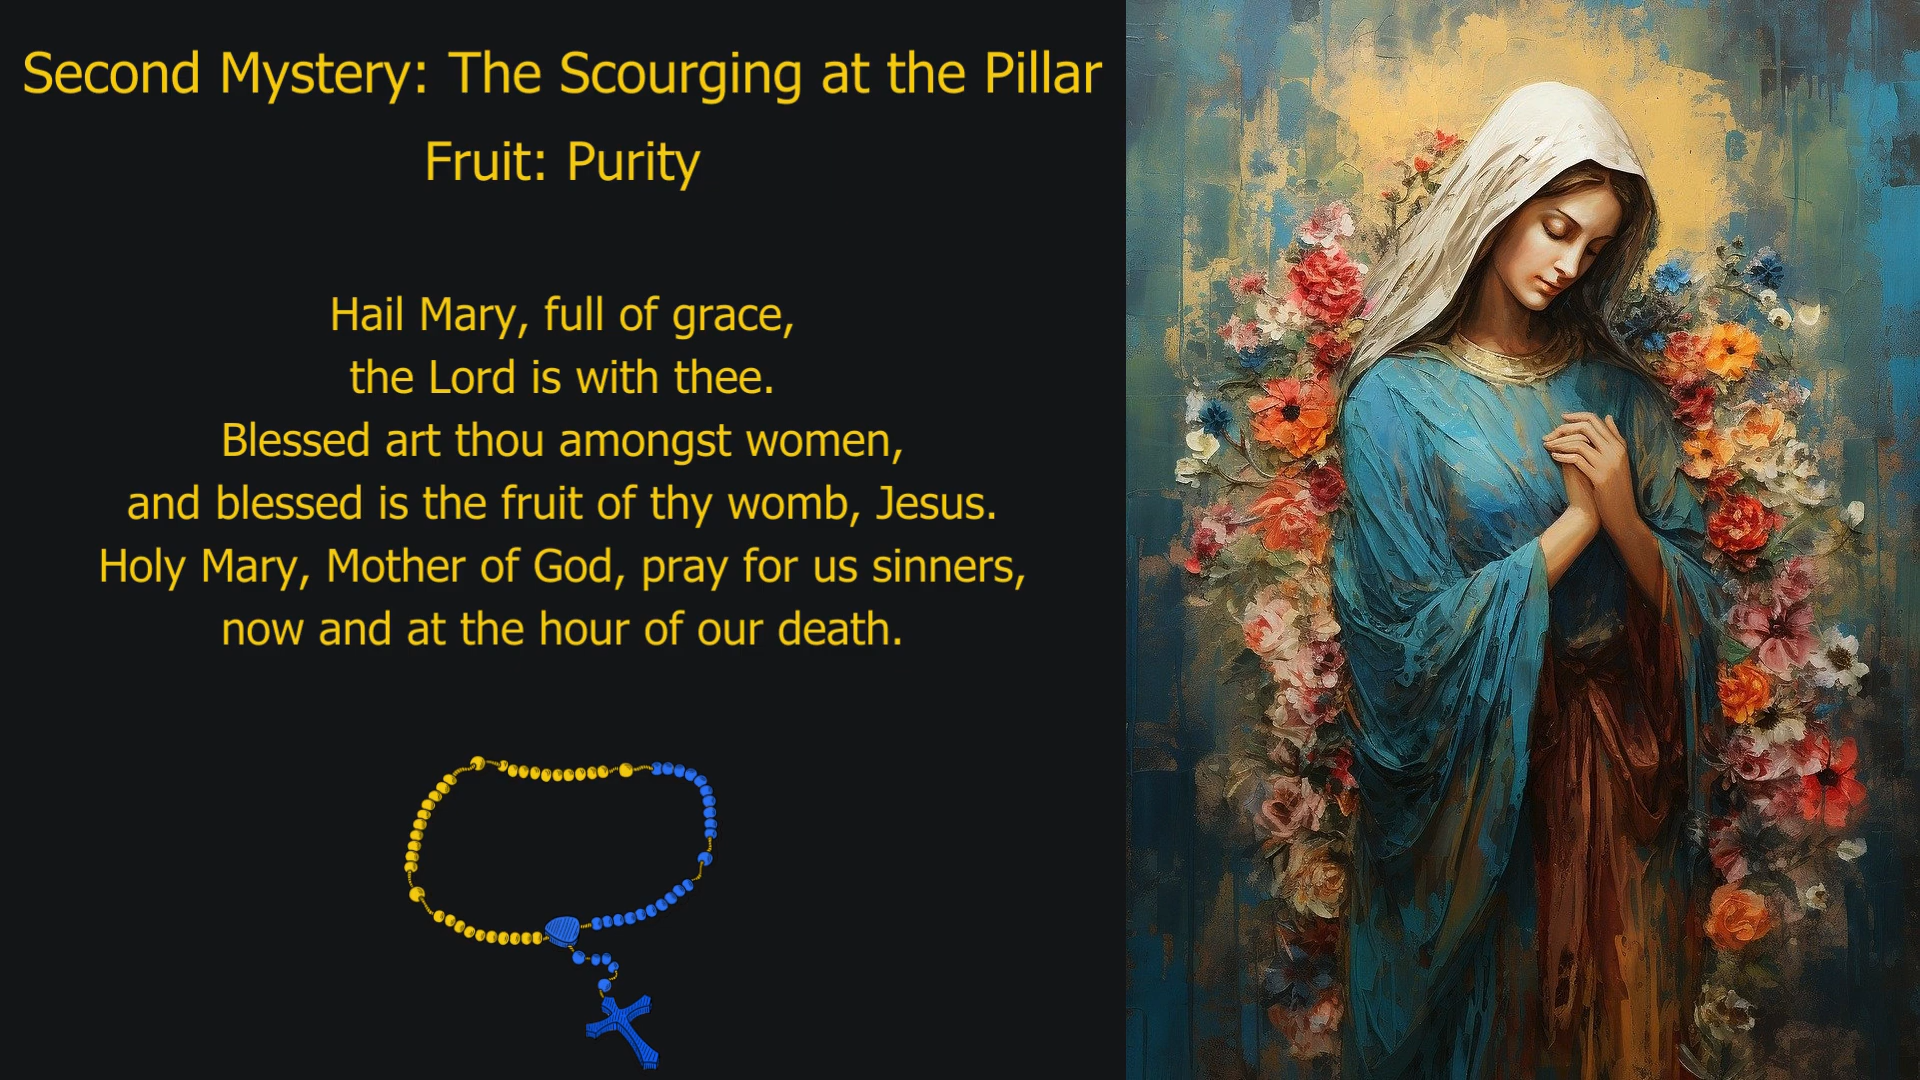 Second Mystery: The Scourging at the Pillar
Fruit: Purity
Hail Mary, full of grace,
the Lord is with thee.
Blessed art thou amongst women,
and blessed is the fruit of thy womb, Jesus.
Holy Mary, Mother of God, pray for us sinners,
now and at the hour of our death.